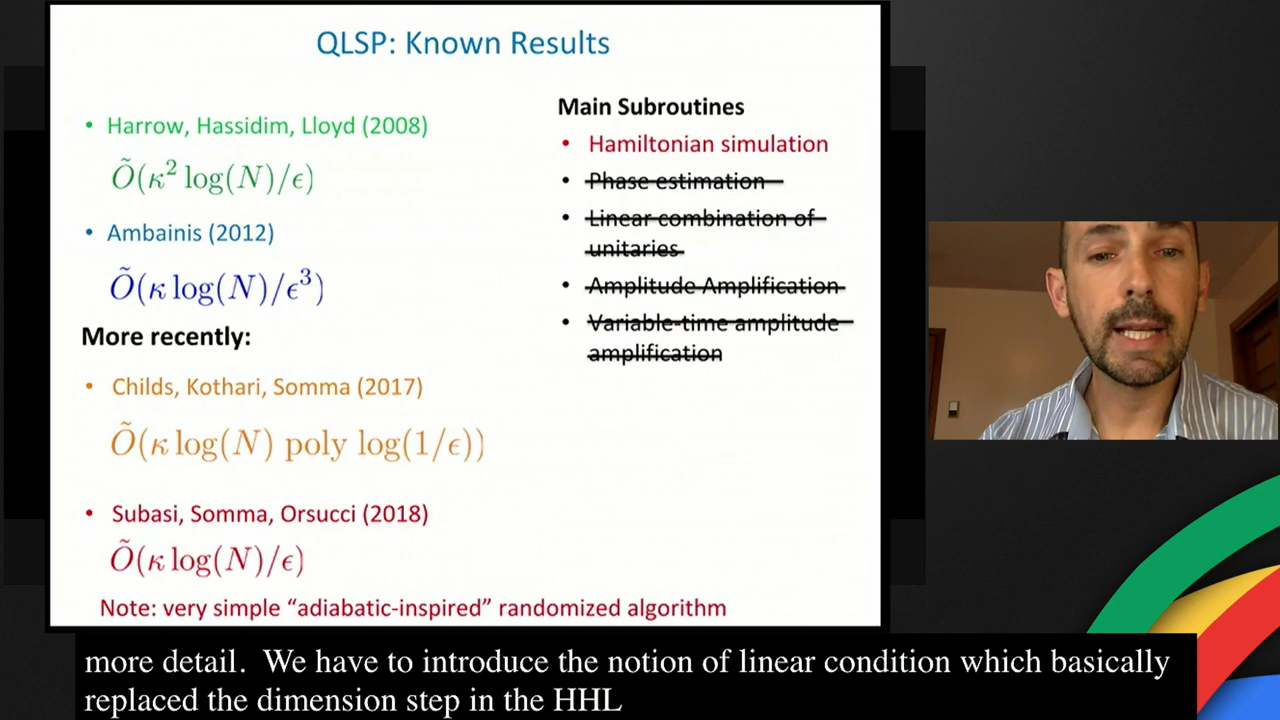 QLSP: Known Results
• Harrow, Hassidim, Lloyd (2008)
Õ(κ² log(N)/ϵ)
• Ambainis (2012)
Õ(κ log(N)/ϵ³)
More recently:
• Childs, Kothari, Somma (2017)
Õ(κ log(N) poly log(1/ϵ))
• Subasi, Somma, Orsucci (2018)
Õ(κ log(N)/ϵ)
Note: very simple “adiabatic-inspired” randomized algorithm
Main Subroutines
• Hamiltonian simulation
• Phase estimation
• Linear combination of
unitaries
• Amplitude Amplification
• Variable-time amplitude
amplification
more detail. We have to introduce the notion of linear condition which basically
replaced the dimension step in the HHL